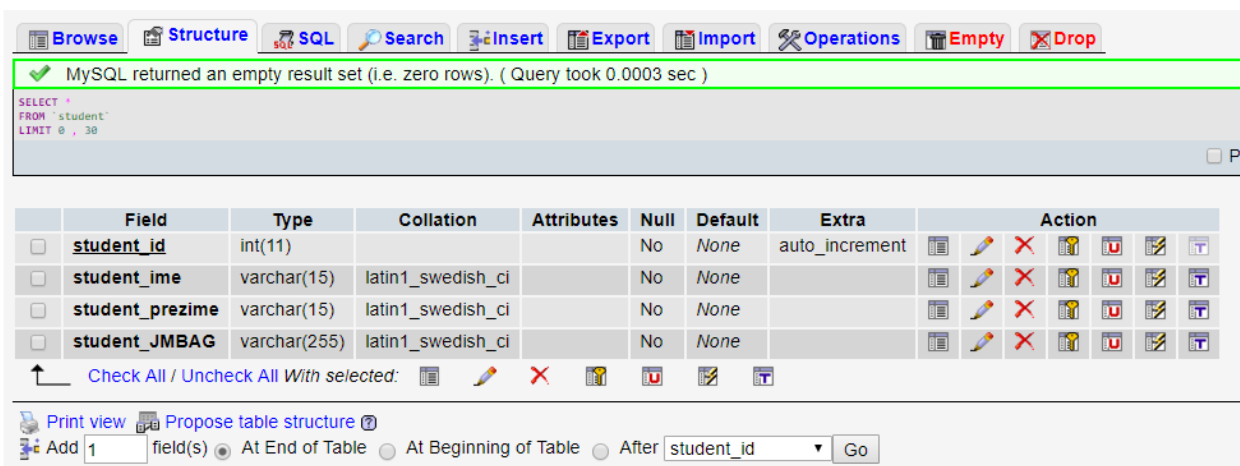 Browse Structure SQL Search Insert Export Import Operations Empty Drop
MySQL returned an empty result set (i.e. zero rows). ( Query took 0.0003 sec )
SELECT *
FROM `student`
LIMIT 0 , 30
P
Field Type Collation Attributes Null Default Extra Action
student_id int(11) No None auto_increment
student_ime varchar(15) latin1_swedish_ci No None
student_prezime varchar(15) latin1_swedish_ci No None
student_JMBAG varchar(255) latin1_swedish_ci No None
Check All / Uncheck All With selected:
Print view Propose table structure
Add 1 field(s) At End of Table At Beginning of Table After student_id Go